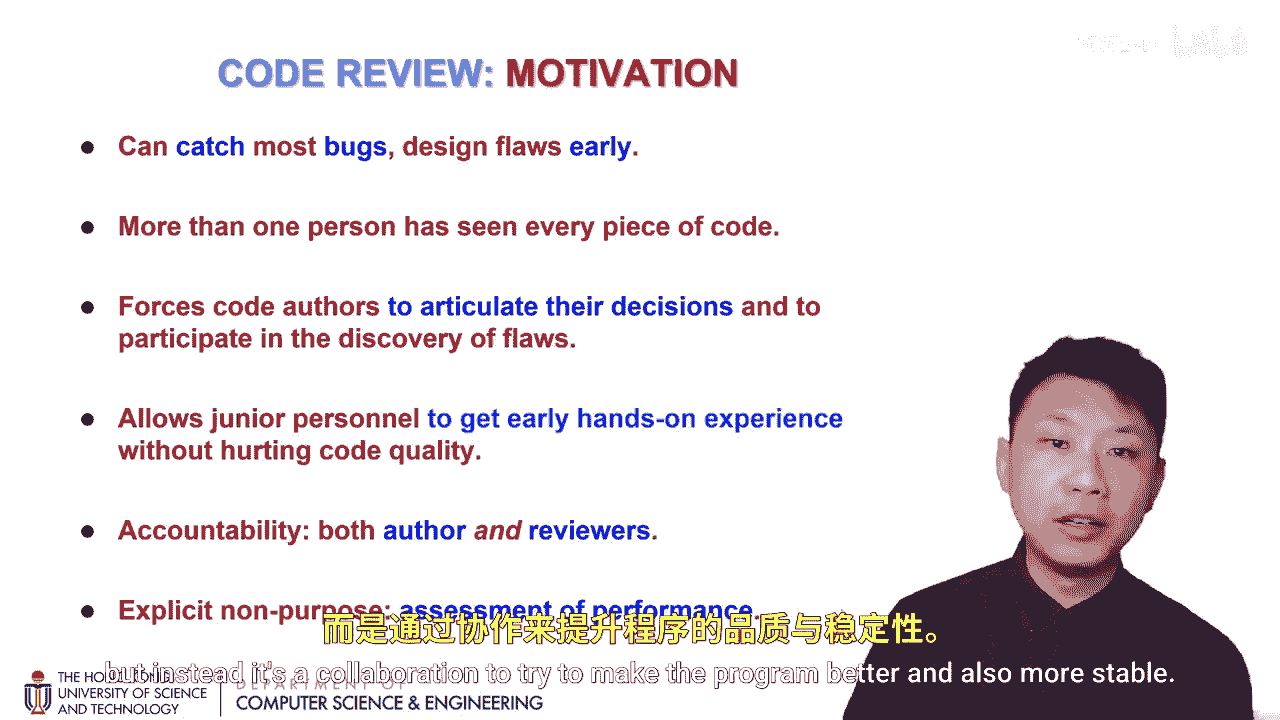 CODE REVIEW: MOTIVATION
● Can catch most bugs, design flaws early.
● More than one person has seen every piece of code.
● Forces code authors to articulate their decisions and to
participate in the discovery of flaws.
● Allows junior personnel to get early hands-on experience
without hurting code quality.
● Accountability: both author and reviewers.
● Explicit non-purpose: assessment of performance.
而是通过协作来提升程序的品质与稳定性。
but instead it's a collaboration to try to make the program better and also more stable.
THE HONG KONG
UNIVERSITY OF SCIENCE
AND TECHNOLOGY
DEPARTMENT OF
COMPUTER SCIENCE & ENGINEERING